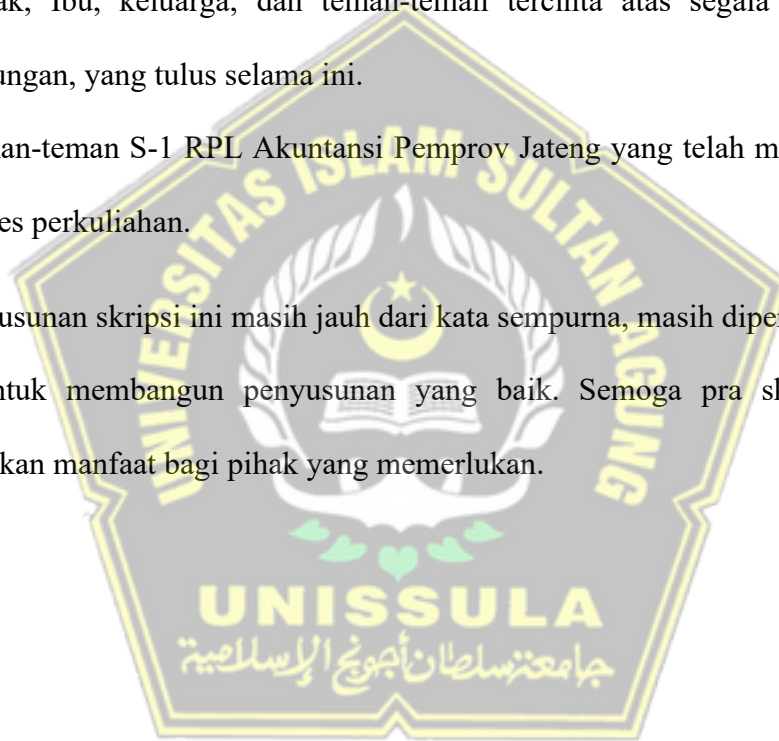 ak, Ibu, keluarga, dan teman-teman tercinta atas segala
ungan, yang tulus selama ini.
an-teman S-1 RPL Akuntansi Pemprov Jateng yang telah m
es perkuliahan.
usunan skripsi ini masih jauh dari kata sempurna, masih diper
ntuk membangun penyusunan yang baik. Semoga pra sk
kan manfaat bagi pihak yang memerlukan.
UNIVERSITAS ISLAM SULTAN AGUNG
UNISSULA
جامعة سلطان أجونج الإسلامية